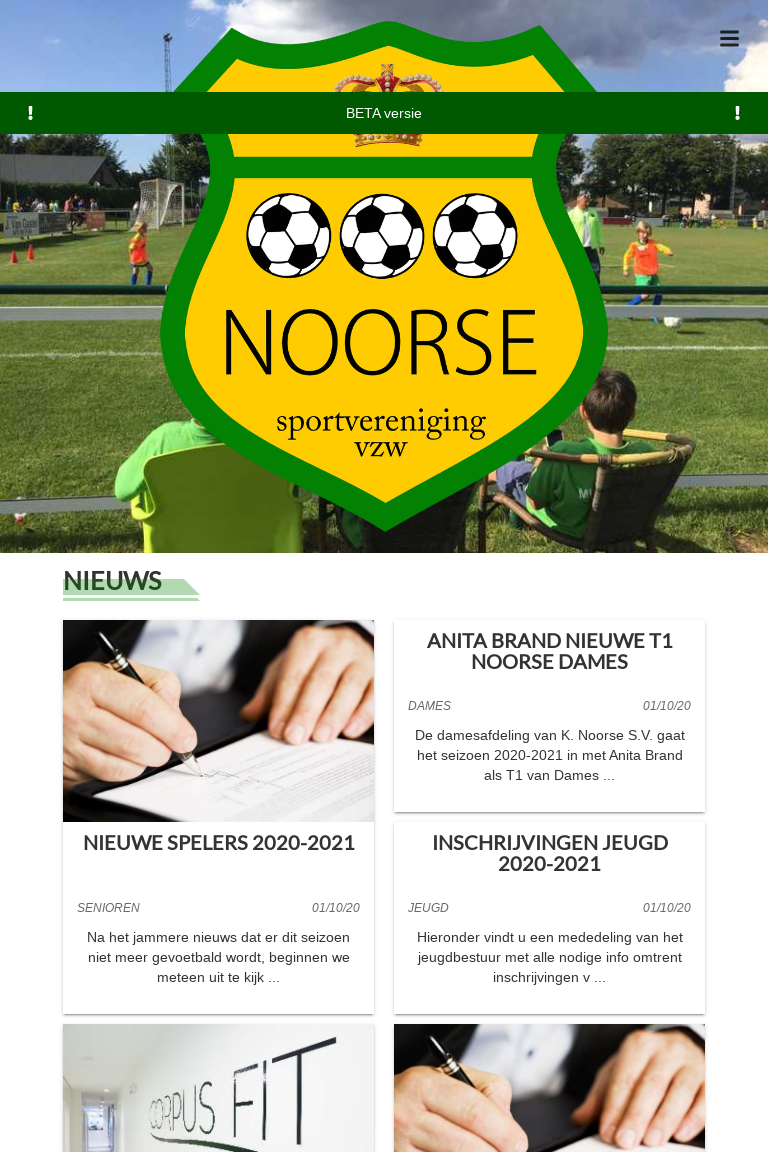 BETA versie
J. Van Gastel
NOORSE
sportvereniging
vzw
NIEUWS
NIEUWE SPELERS 2020-2021
SENIOREN 01/10/20
Na het jammere nieuws dat er dit seizoen
niet meer gevoetbald wordt, beginnen we
meteen uit te kijk ...
ANITA BRAND NIEUWE T1
NOORSE DAMES
DAMES 01/10/20
De damesafdeling van K. Noorse S.V. gaat
het seizoen 2020-2021 in met Anita Brand
als T1 van Dames ...
INSCHRIJVINGEN JEUGD
2020-2021
JEUGD 01/10/20
Hieronder vindt u een mededeling van het
jeugdbestuur met alle nodige info omtrent
inschrijvingen v ...
CORPUS FIT